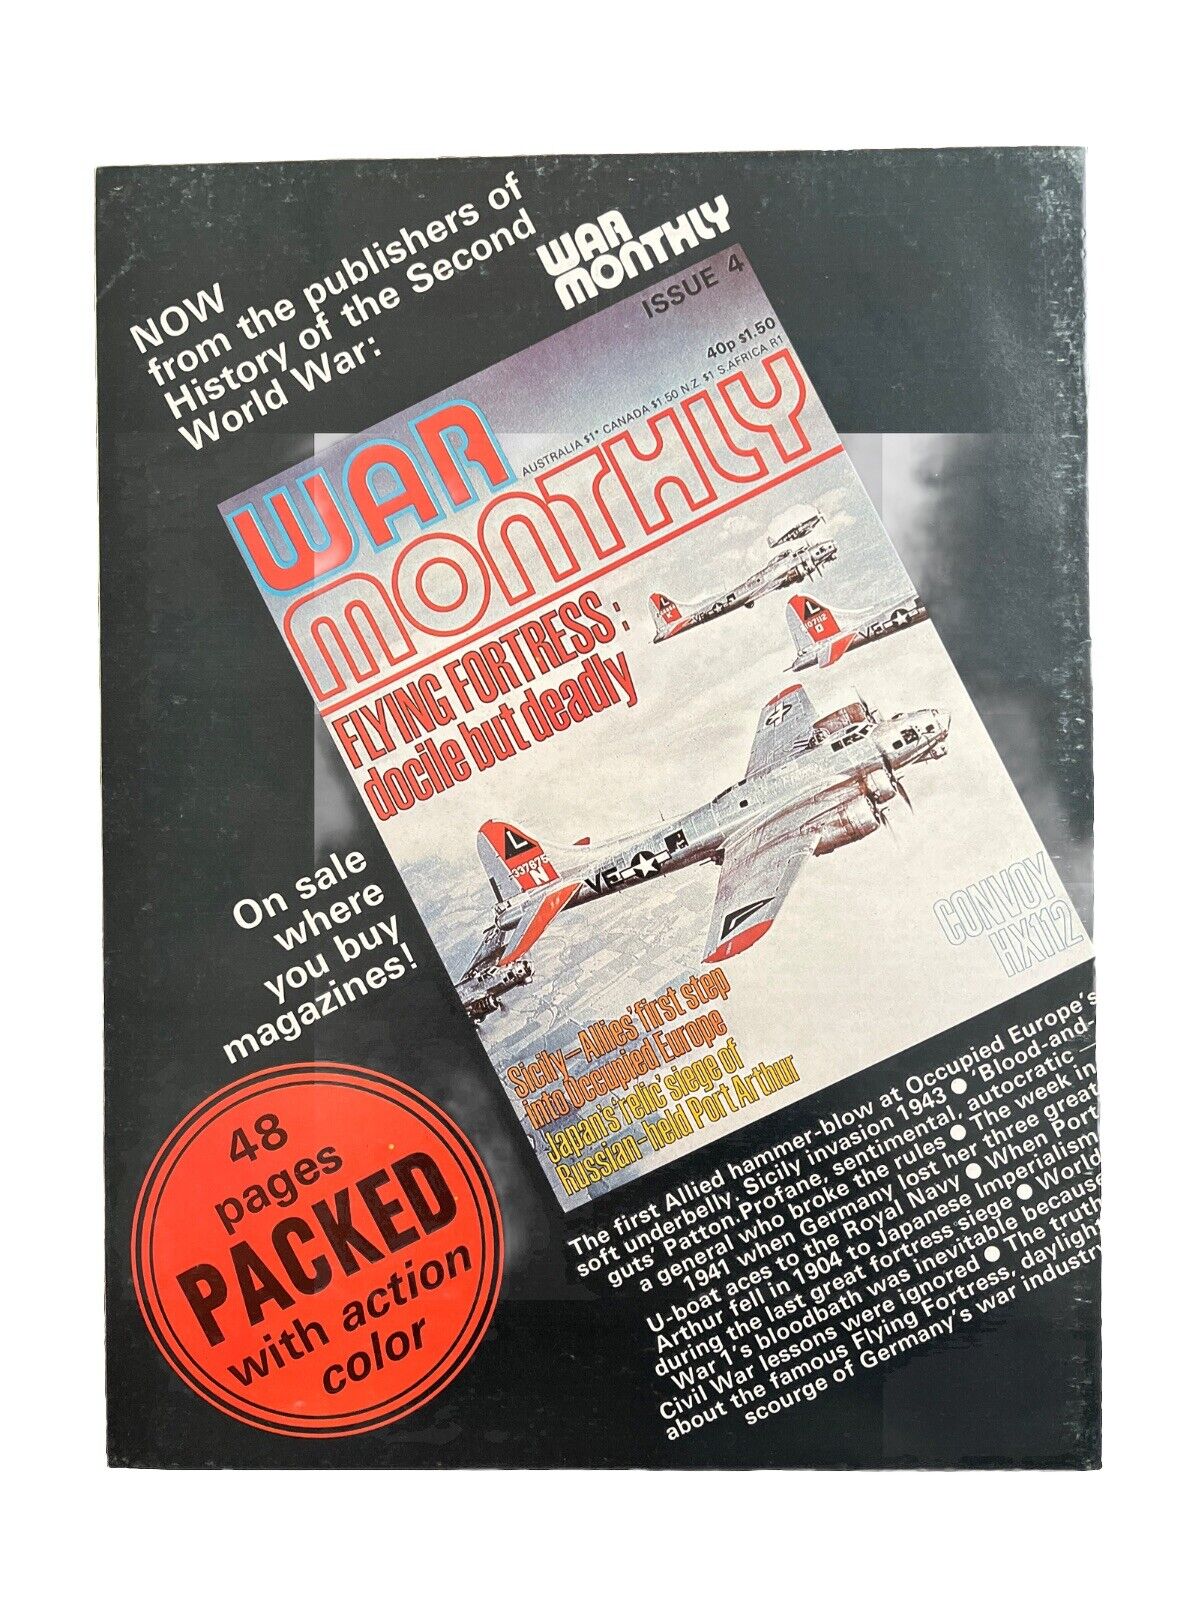 NOW
from the publishers of
History of the Second
World War:
WAR
MONTHLY
ISSUE 4
40p $1.50
AUSTRALIA $1* CANADA $1.50 N.Z. $1 S.AFRICA R1
WAR
MONTHLY
FLYING FORTRESS:
docile but deadly
L
K
L
Q
VE
L
337675
N
VE
CONVOY
HX112
Sicily—Allies' first step
into Occupied Europe
Japan's 'relic' siege of
Russian-held Port Arthur
On sale
where
you buy
magazines!
48
pages
PACKED
with action
color
The first Allied hammer-blow at Occupied Europe's
soft underbelly. Sicily invasion 1943 ● 'Blood-and-
guts' Patton. Profane, sentimental, autocratic —
a general who broke the rules ● The week in
1941 when Germany lost her three great
U-boat aces to the Royal Navy ● When Port
Arthur fell in 1904 to Japanese Imperialism
during the last great fortress siege ● World
War 1's bloodbath was inevitable because
Civil War lessons were ignored ● The truth
about the famous Flying Fortress, daylight
scourge of Germany's war industry